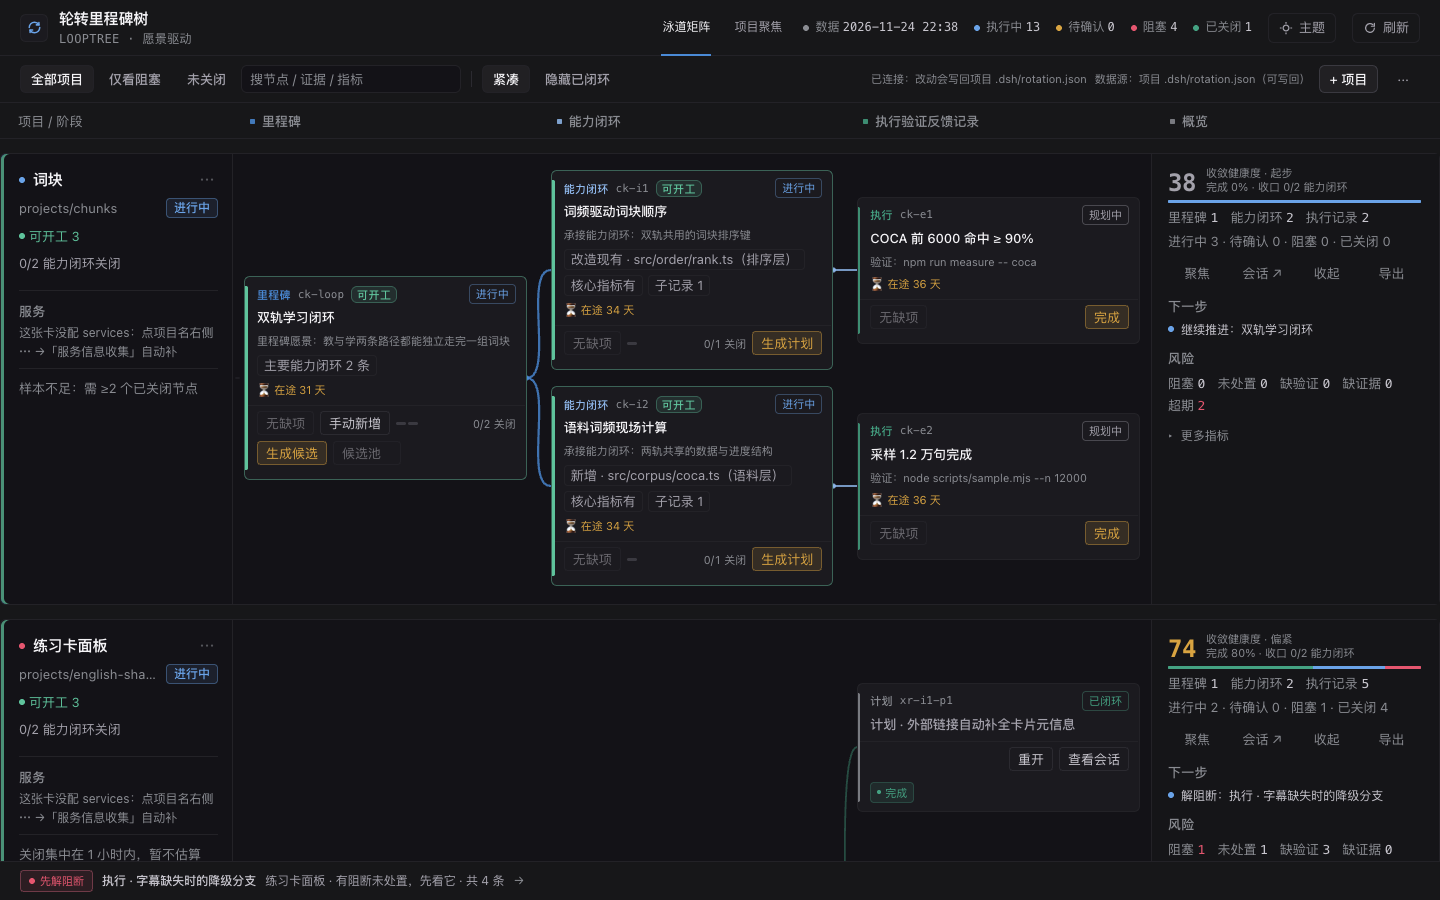 轮转里程碑树
LOOPTREE · 愿景驱动
泳道矩阵
项目聚焦
数据 2026-11-24 22:38
执行中 13
待确认 0
阻塞 4
已关闭 1
主题
刷新
全部项目
仅看阻塞
未关闭
搜节点 / 证据 / 指标
紧凑
隐藏已闭环
已连接：改动会写回项目 .dsh/rotation.json
数据源：项目 .dsh/rotation.json（可写回）
+ 项目
···
项目 / 阶段
里程碑
能力闭环
执行验证反馈记录
概览
词块
···
projects/chunks
进行中
可开工 3
0/2 能力闭环关闭
服务
这张卡没配 services：点项目名右侧
··· →「服务信息收集」自动补
样本不足：需 ≥2 个已关闭节点
里程碑 ck-loop 可开工
进行中
双轨学习闭环
里程碑愿景：教与学两条路径都能独立走完一组词块
主要能力闭环 2 条
⏳ 在途 31 天
无缺项
手动新增
0/2 关闭
生成候选
候选池
能力闭环 ck-i1 可开工
进行中
词频驱动词块顺序
承接能力闭环：双轨共用的词块排序键
改造现有 · src/order/rank.ts（排序层）
核心指标有
子记录 1
⏳ 在途 34 天
无缺项
0/1 关闭
生成计划
能力闭环 ck-i2 可开工
进行中
语料词频现场计算
承接能力闭环：两轨共享的数据与进度结构
新增 · src/corpus/coca.ts（语料层）
核心指标有
子记录 1
⏳ 在途 34 天
无缺项
0/1 关闭
生成计划
执行 ck-e1
规划中
COCA 前 6000 命中 ≥ 90%
验证：npm run measure -- coca
⏳ 在途 36 天
无缺项
完成
执行 ck-e2
规划中
采样 1.2 万句完成
验证：node scripts/sample.mjs --n 12000
⏳ 在途 36 天
无缺项
完成
38
收敛健康度 · 起步
完成 0% · 收口 0/2 能力闭环
里程碑 1 能力闭环 2 执行记录 2
进行中 3 · 待确认 0 · 阻塞 0 · 已关闭 0
聚焦
会话 ↗
收起
导出
下一步
继续推进：双轨学习闭环
风险
阻塞 0 未处置 0 缺验证 0 缺证据 0
超期 2
更多指标
练习卡面板
···
projects/english-sha...
进行中
可开工 3
0/2 能力闭环关闭
服务
这张卡没配 services：点项目名右侧
··· →「服务信息收集」自动补
关闭集中在 1 小时内，暂不估算
计划 xr-i1-p1
已闭环
计划 · 外部链接自动补全卡片元信息
重开
查看会话
完成
74
收敛健康度 · 偏紧
完成 80% · 收口 0/2 能力闭环
里程碑 1 能力闭环 2 执行记录 5
进行中 2 · 待确认 0 · 阻塞 1 · 已关闭 4
聚焦
会话 ↗
收起
导出
下一步
解阻断：执行 · 字幕缺失时的降级分支
风险
阻塞 1 未处置 1 缺验证 3 缺证据 0
先解阻断
执行 · 字幕缺失时的降级分支
练习卡面板 · 有阻断未处置，先看它 · 共 4 条 →